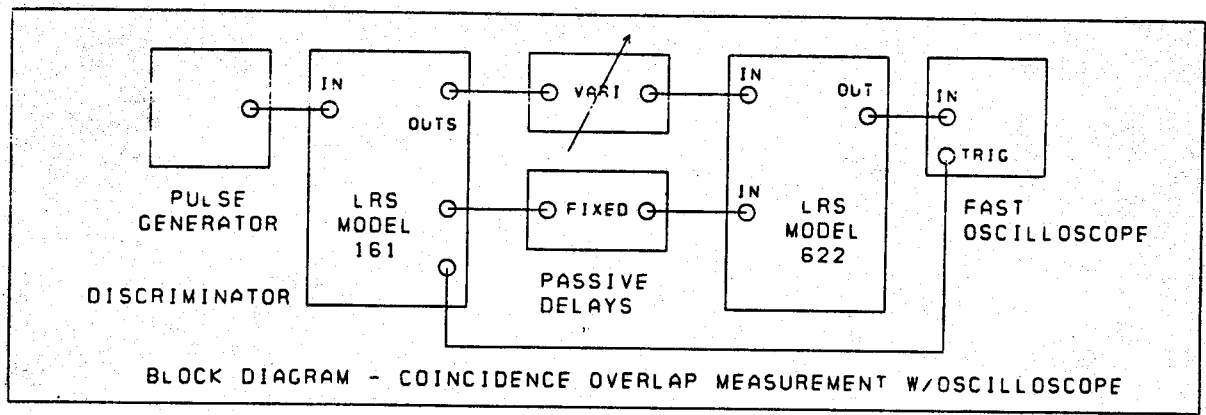 IN
OUTS
VARI
IN
OUT
IN
TRIG
PULSE
GENERATOR
LRS
MODEL
161
FIXED
IN
LRS
MODEL
622
FAST
OSCILLOSCOPE
DISCRIMINATOR
PASSIVE
DELAYS
BLOCK DIAGRAM - COINCIDENCE OVERLAP MEASUREMENT W/OSCILLOSCOPE